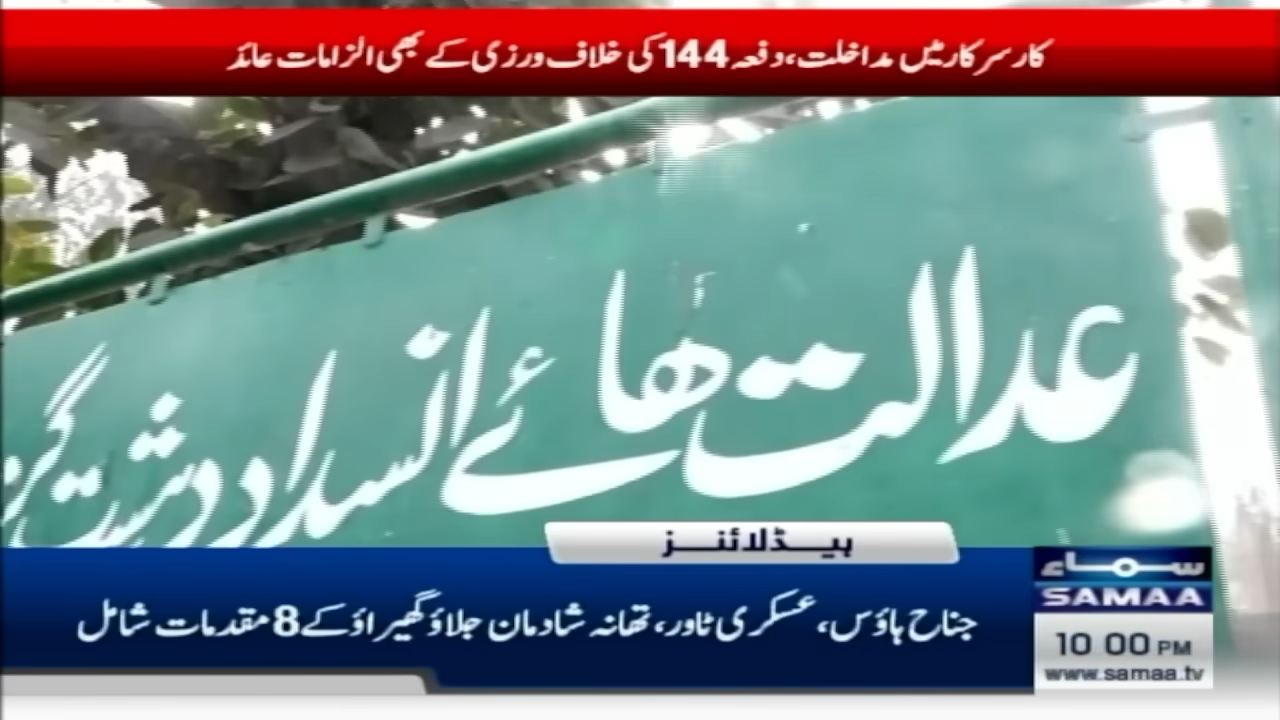 کار سرکار میں مداخلت، دفعہ 144 کی خلاف ورزی کے بھی الزامات عائد
عدالت ھائے انسداد دہشت گر
ہیڈلائنز
جناح ہاؤس، عسکری ٹاور، تھانہ شادمان جلاؤ گھیراؤ کے 8 مقدمات شامل
سماء
SAMAA
10 00 PM
www.samaa.tv